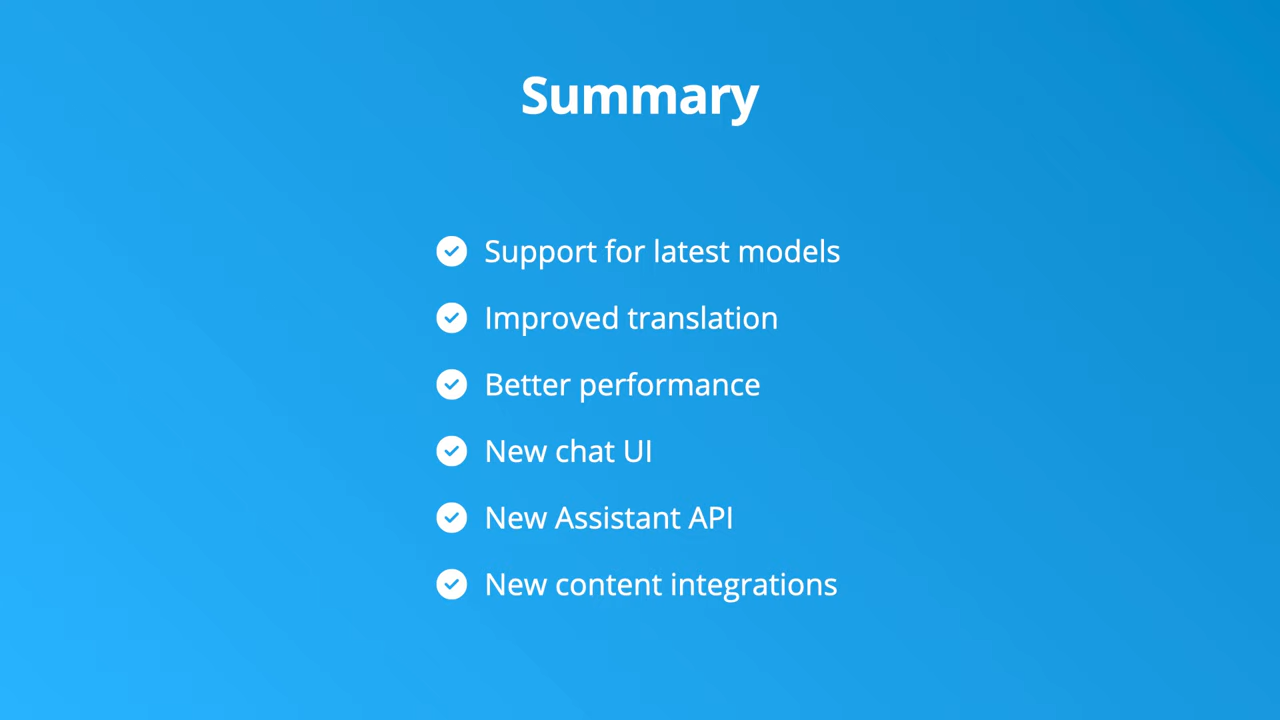 Summary
Support for latest models
Improved translation
Better performance
New chat UI
New Assistant API
New content integrations